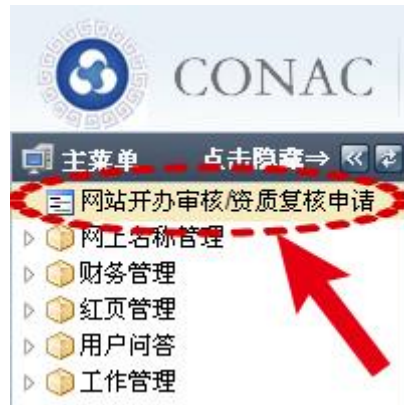 CONAC
主菜单 点击隐藏⇒
网站开办审核/资质复核申请
网上名称管理
财务管理
红页管理
用户问答
工作管理